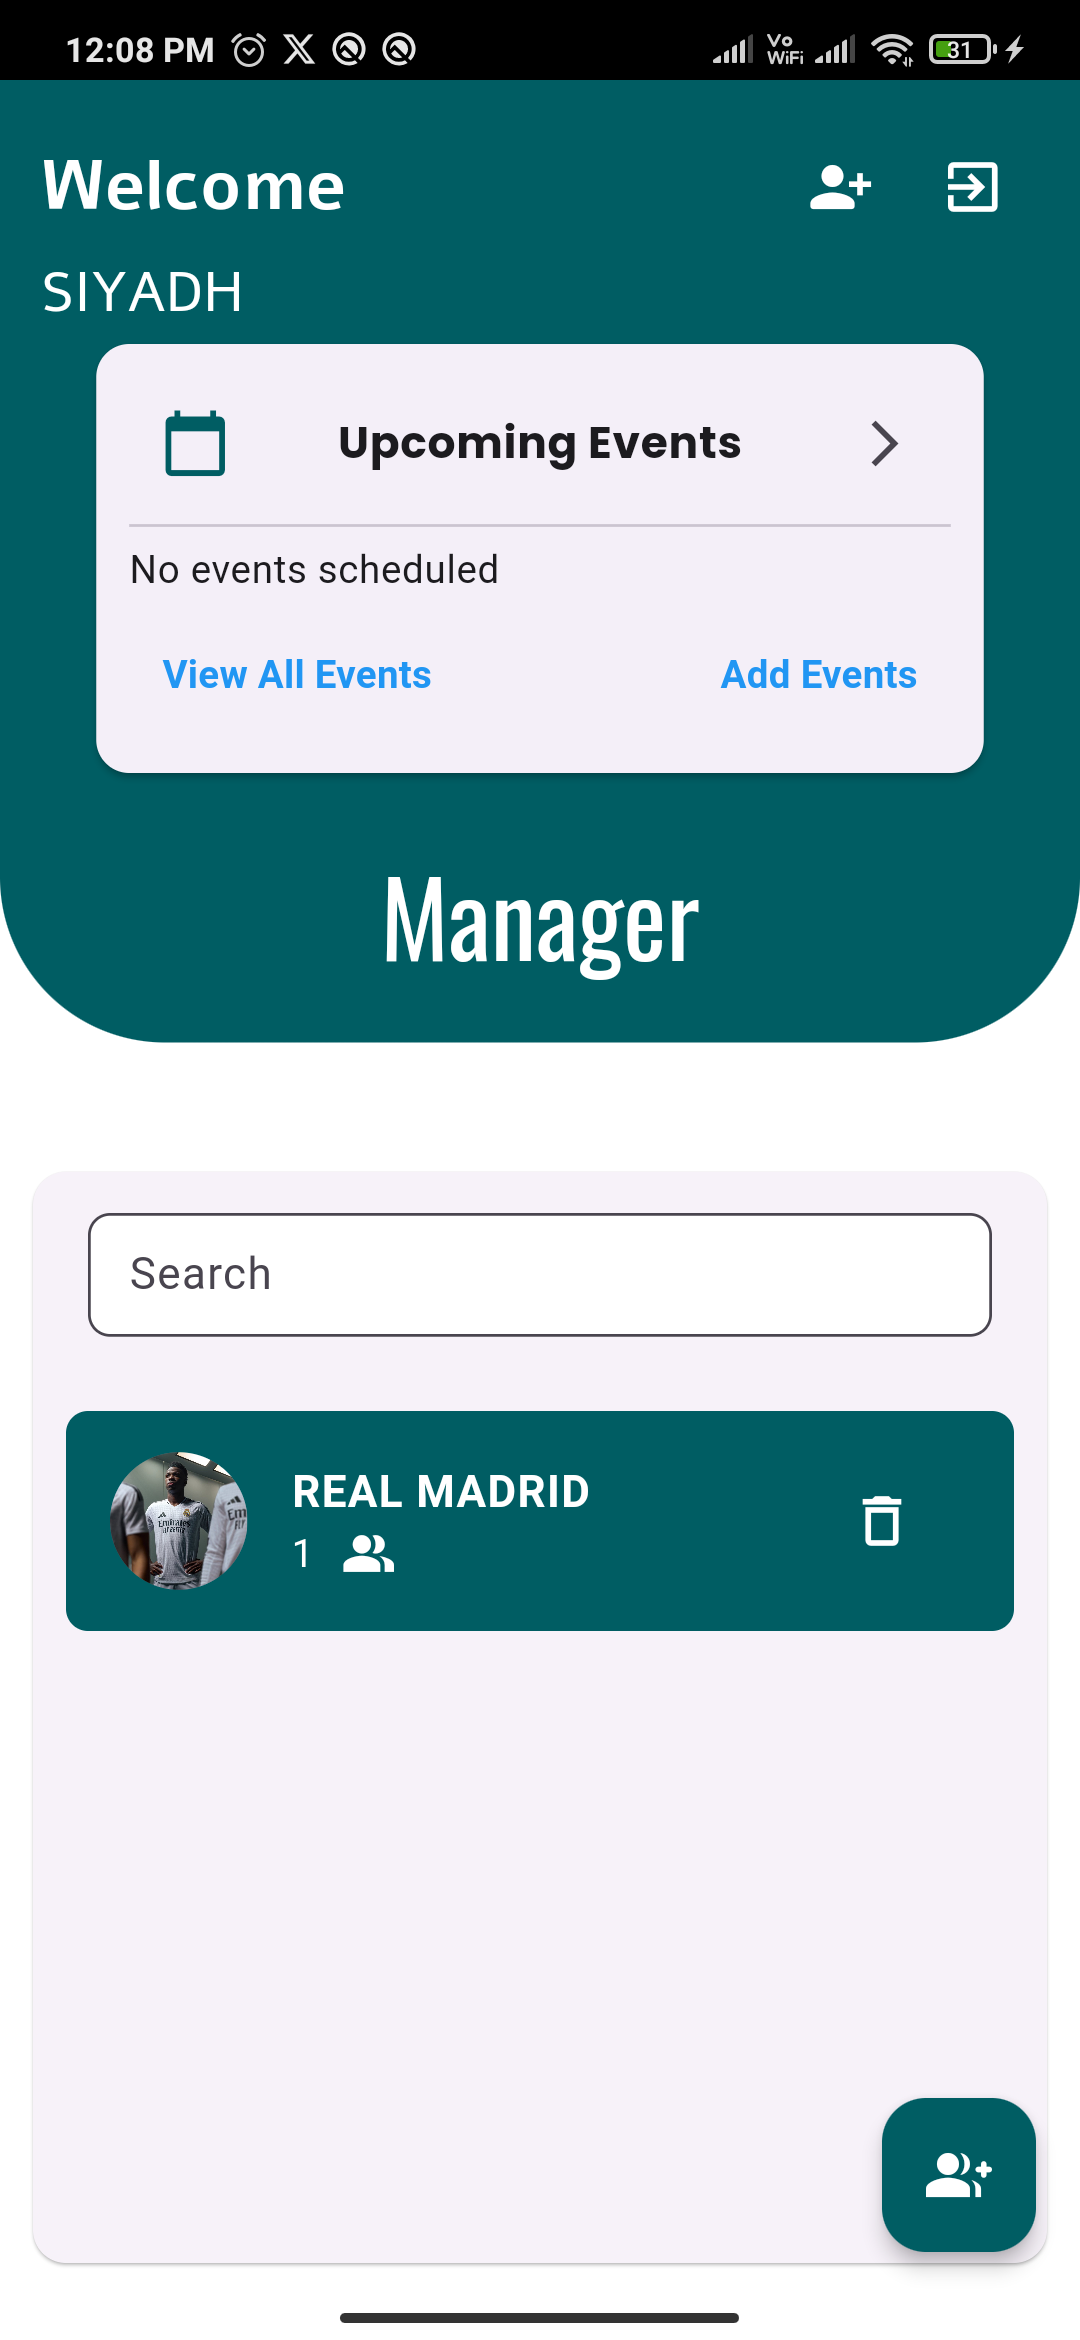 12:08 PM
Vo
WiFi
31
Welcome
SIYADH
Upcoming Events
No events scheduled
View All Events
Add Events
Manager
Search
REAL MADRID
1